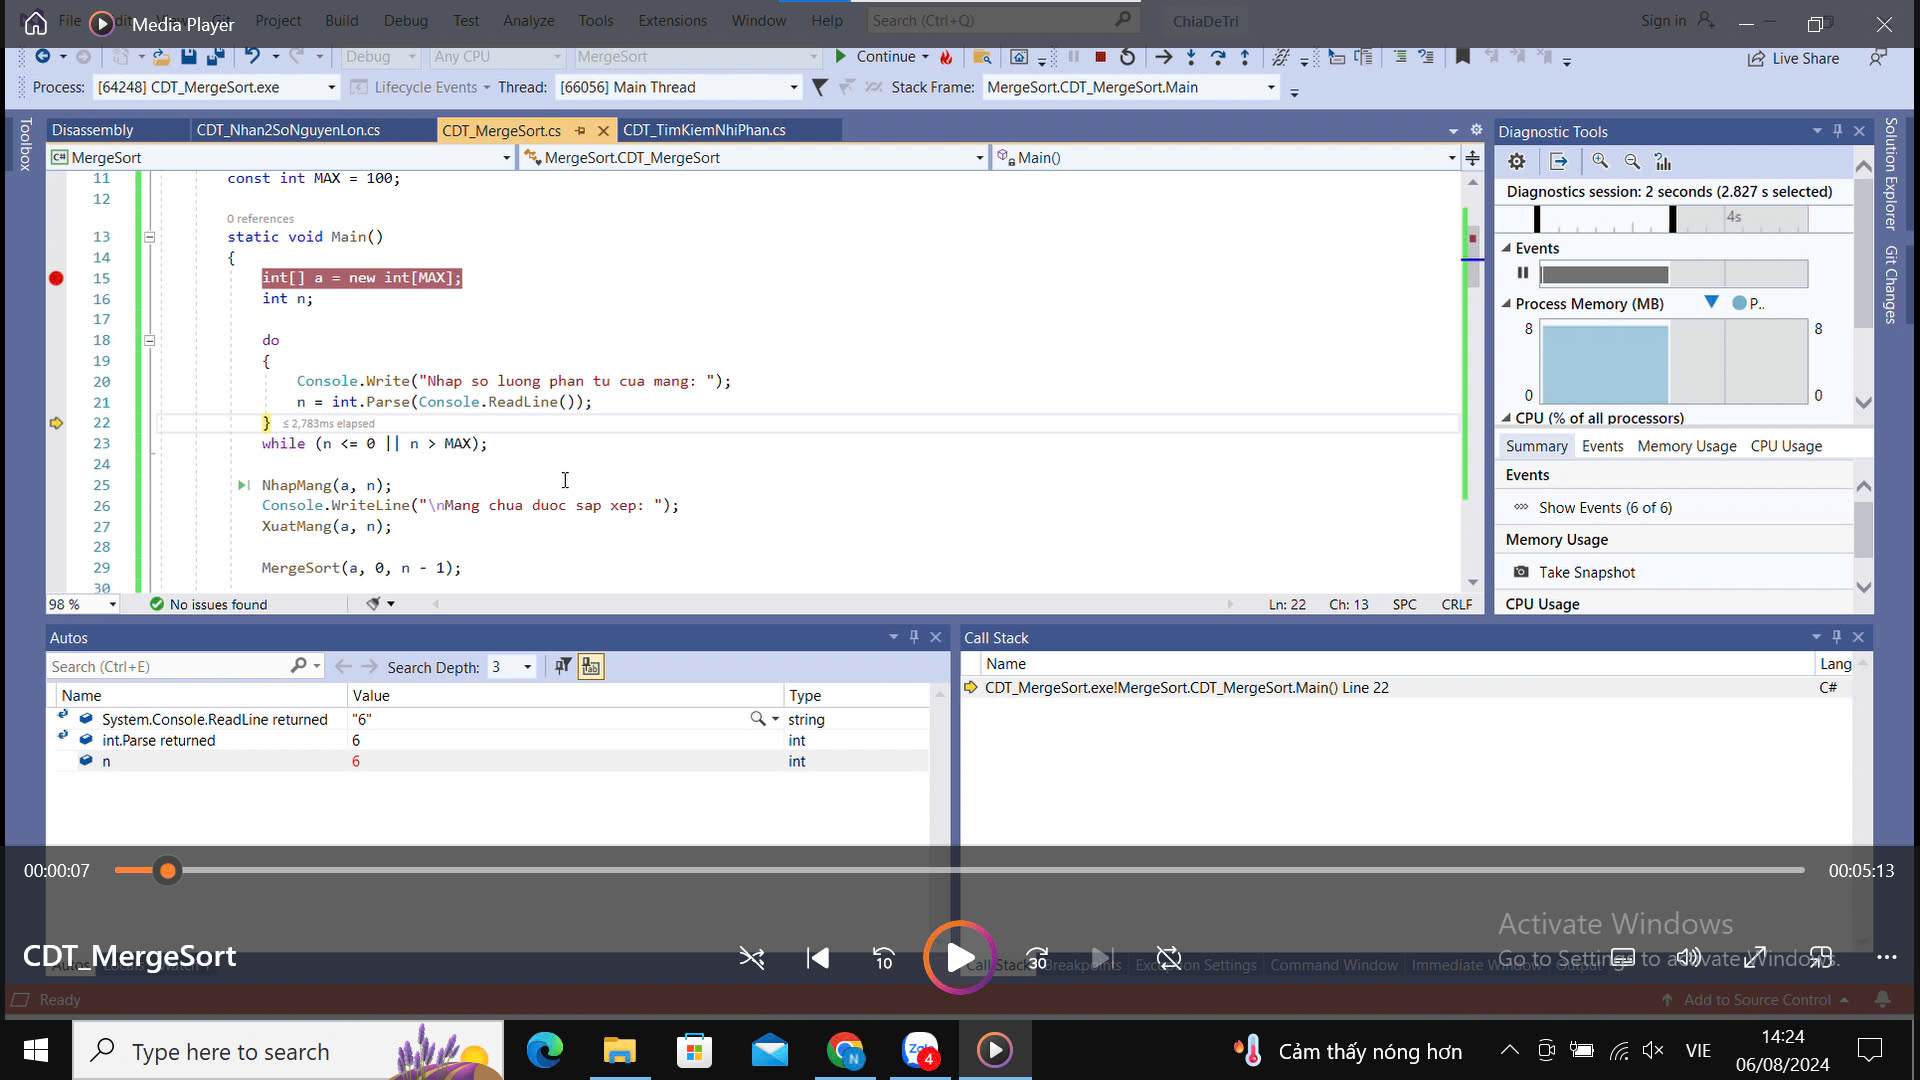 File Edit View Git Project Build Debug Test Analyze Tools Extensions Window Help Search (Ctrl+Q) ChiaDeTri Sign in
Media Player
Debug Any CPU MergeSort Continue Live Share
Process: [64248] CDT_MergeSort.exe Lifecycle Events Thread: [66056] Main Thread Stack Frame: MergeSort.CDT_MergeSort.Main
Toolbox
Disassembly CDT_Nhan2SoNguyenLon.cs CDT_MergeSort.cs CDT_TimKiemNhiPhan.cs
C# MergeSort MergeSort.CDT_MergeSort Main()
11 const int MAX = 100;
12
0 references
13 static void Main()
14 {
15 int[] a = new int[MAX];
16 int n;
17
18 do
19 {
20 Console.Write("Nhap so luong phan tu cua mang: ");
21 n = int.Parse(Console.ReadLine());
22 } ≤ 2,783ms elapsed
23 while (n <= 0 || n > MAX);
24
25 NhapMang(a, n);
26 Console.WriteLine("\nMang chua duoc sap xep: ");
27 XuatMang(a, n);
28
29 MergeSort(a, 0, n - 1);
30
98 % No issues found Ln: 22 Ch: 13 SPC CRLF
Diagnostic Tools
Diagnostics session: 2 seconds (2.827 s selected)
4s
Events
Process Memory (MB) P..
8 8
0 0
CPU (% of all processors)
Summary Events Memory Usage CPU Usage
Events
Show Events (6 of 6)
Memory Usage
Take Snapshot
CPU Usage
Solution Explorer
Git Changes
Autos
Search (Ctrl+E) Search Depth: 3
Name Value Type
System.Console.ReadLine returned "6" string
int.Parse returned 6 int
n 6 int
Call Stack
Name Lang
CDT_MergeSort.exe!MergeSort.CDT_MergeSort.Main() Line 22 C#
00:00:07 00:05:13
Activate Windows
Go to Settings to activate Windows.
CDT_MergeSort
10
30
Autos Locals Watch 1
Call Stack Breakpoints Exception Settings Command Window Immediate Window Output
Ready Add to Source Control
Type here to search
N
Zalo
4
Cảm thấy nóng hơn
VIE
14:24
06/08/2024